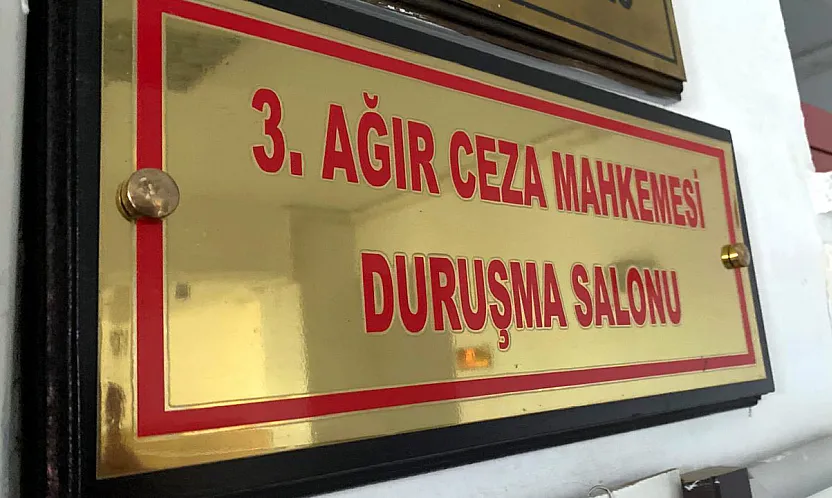 3. AĞIR CEZA MAHKEMESİ
DURUŞMA SALONU